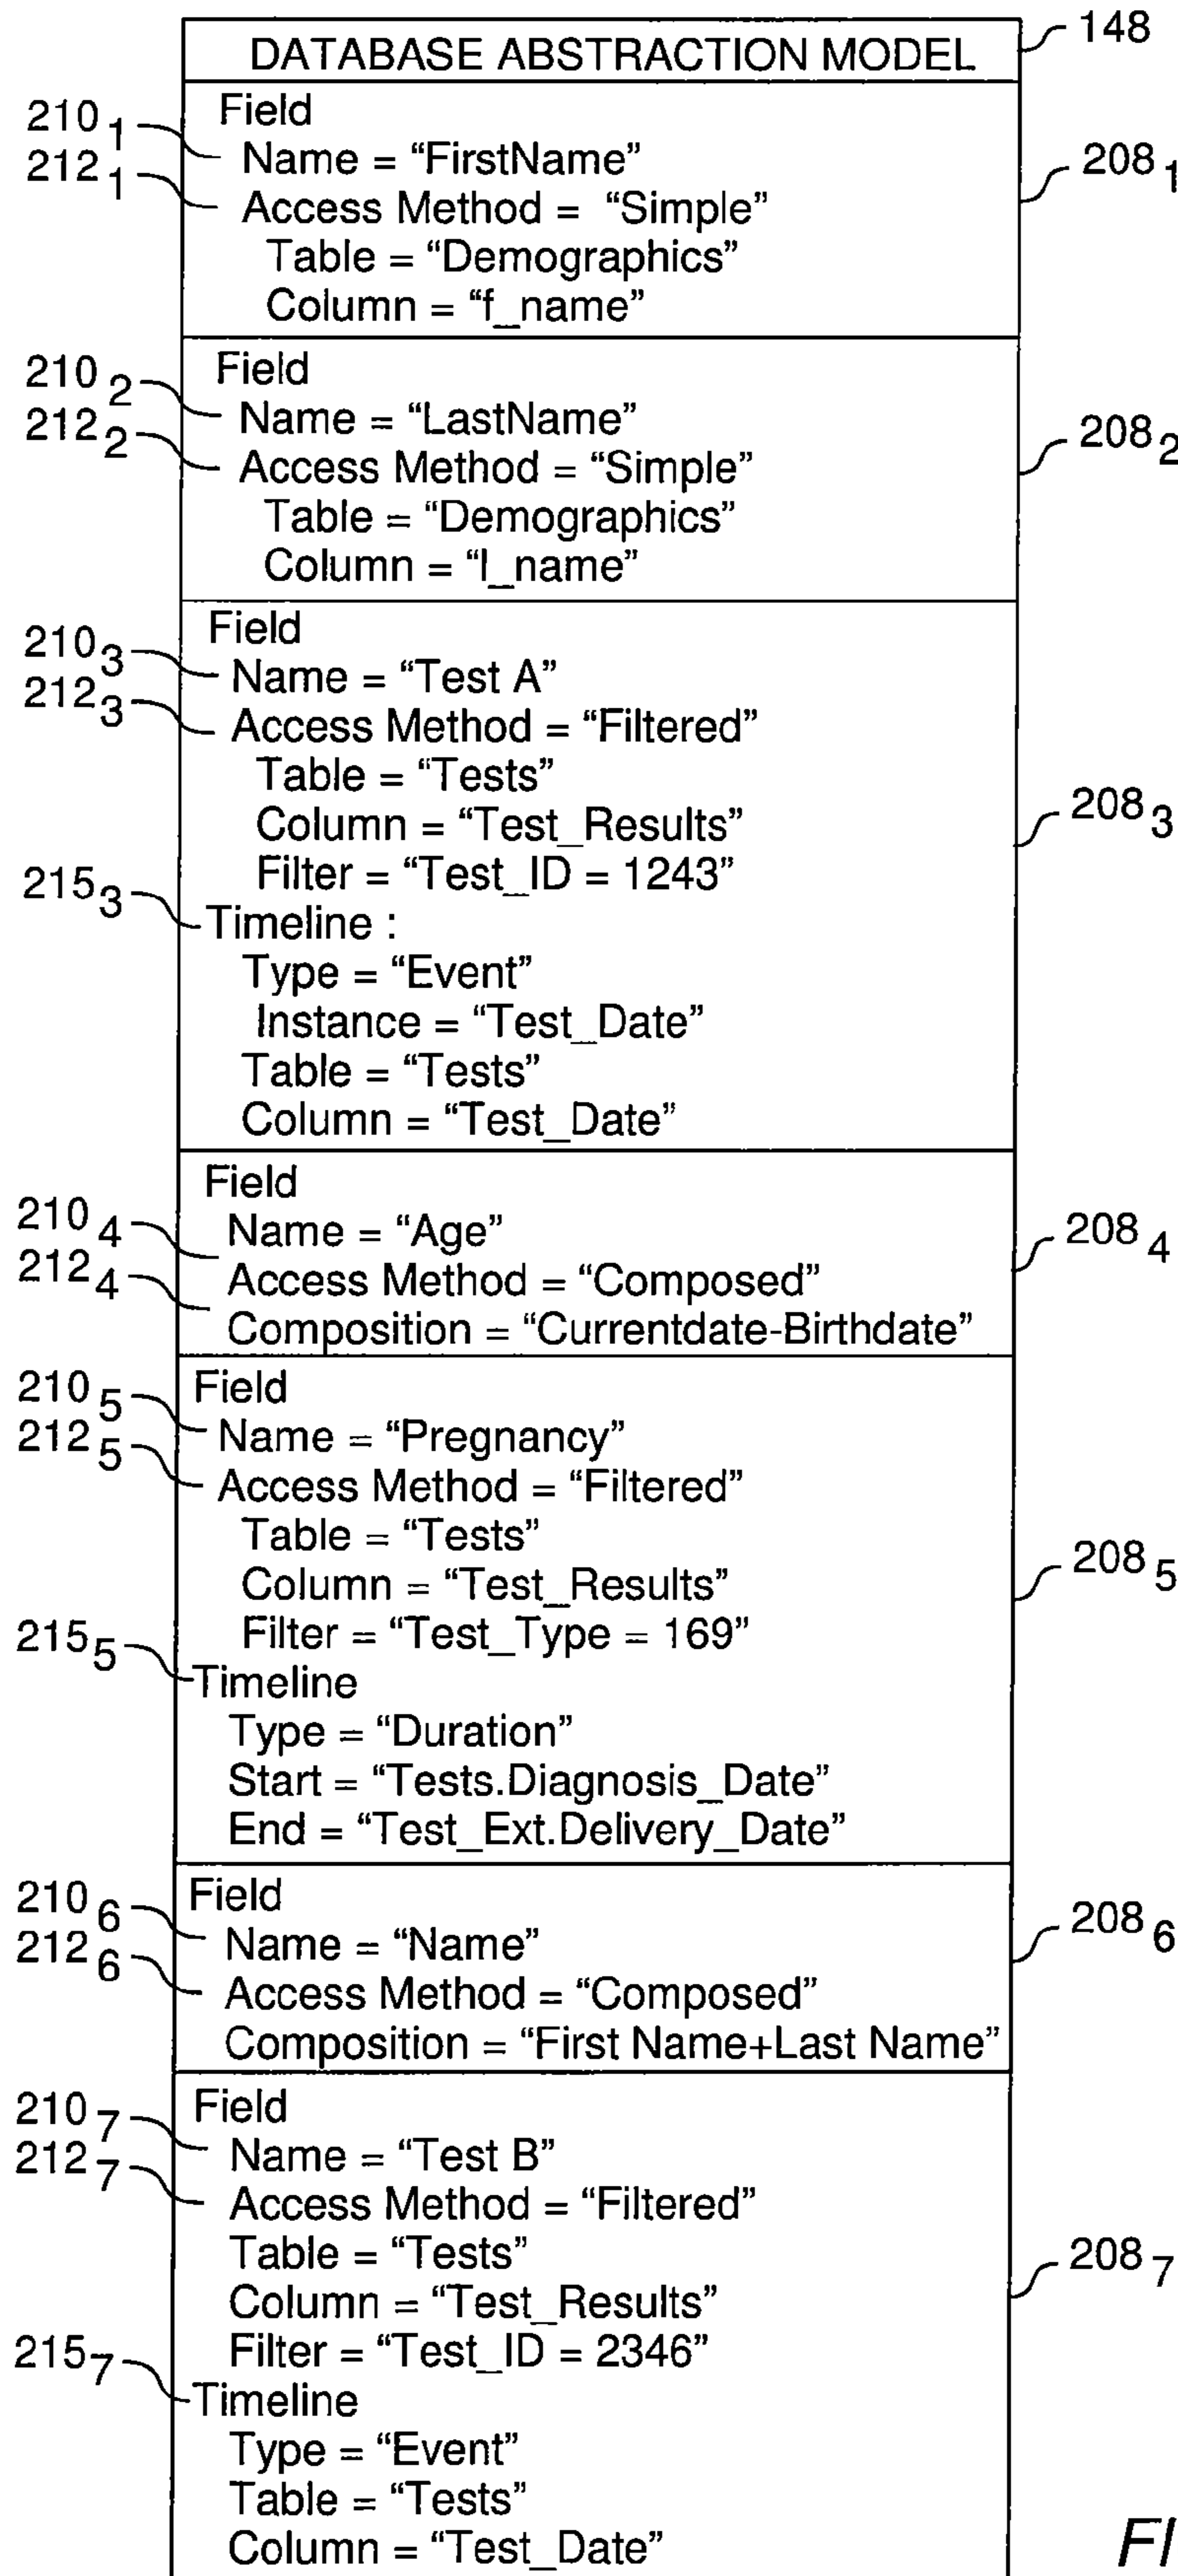 DATABASE ABSTRACTION MODEL 148
Field
210 1 Name = “FirstName” 208 1
212 1 Access Method = “Simple”
Table = “Demographics”
Column = “f_name”
Field
210 2 Name = “LastName” 208 2
212 2 Access Method = “Simple”
Table = “Demographics”
Column = “l_name”
Field
210 3 Name = “Test A”
212 3 Access Method = “Filtered”
Table = “Tests”
Column = “Test_Results” 208 3
Filter = “Test_ID = 1243”
215 3 Timeline :
Type = “Event”
Instance = “Test_Date”
Table = “Tests”
Column = “Test_Date”
Field
210 4 Name = “Age” 208 4
212 4 Access Method = “Composed”
Composition = “Currentdate-Birthdate”
Field
210 5 Name = “Pregnancy”
212 5 Access Method = “Filtered”
Table = “Tests”
Column = “Test_Results” 208 5
Filter = “Test_Type = 169”
215 5 Timeline
Type = “Duration”
Start = “Tests.Diagnosis_Date”
End = “Test_Ext.Delivery_Date”
Field
210 6 Name = “Name” 208 6
212 6 Access Method = “Composed”
Composition = “First Name+Last Name”
Field
210 7 Name = “Test B”
212 7 Access Method = “Filtered”
Table = “Tests” 208 7
Column = “Test_Results”
Filter = “Test_ID = 2346”
215 7 Timeline
Type = “Event”
Table = “Tests”
Column = “Test_Date”